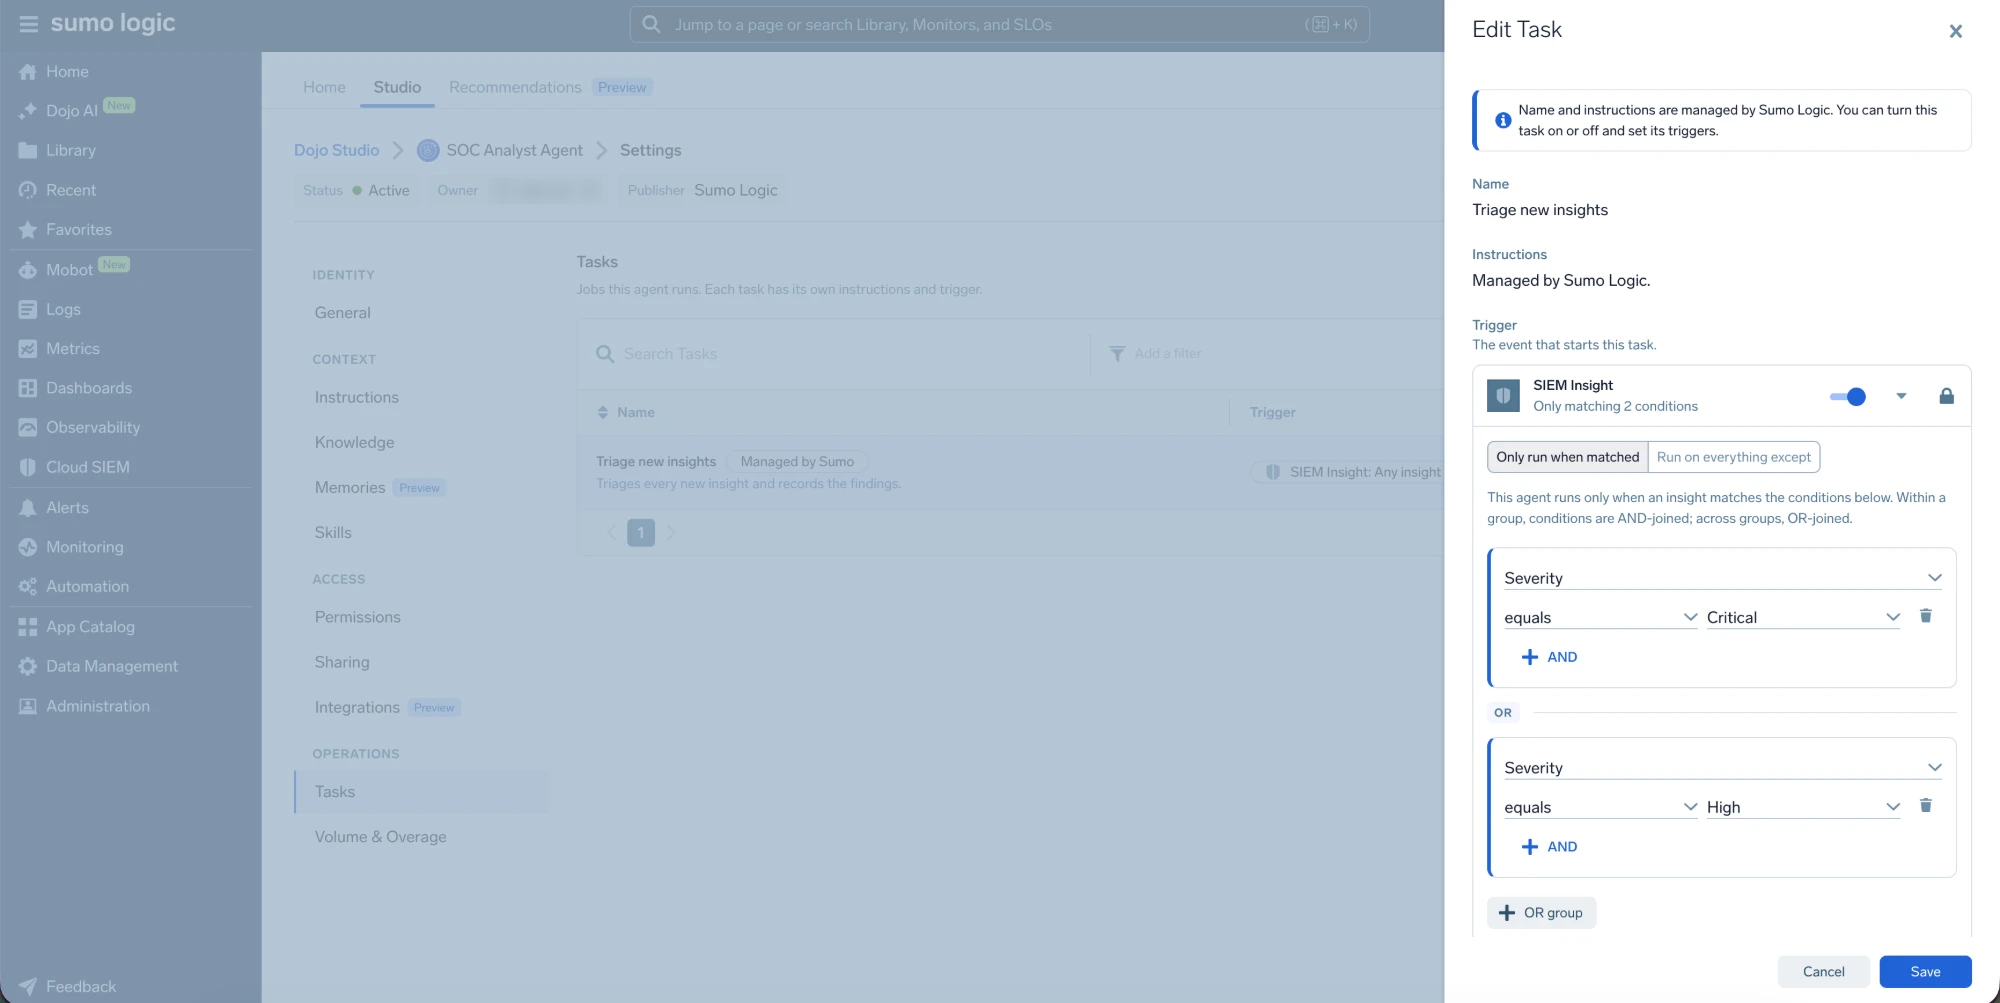 sumo logic
Jump to a page or search Library, Monitors, and SLOs
(⌘ + K)
Home
Dojo AI New
Library
Recent
Favorites
Mobot New
Logs
Metrics
Dashboards
Observability
Cloud SIEM
Alerts
Monitoring
Automation
App Catalog
Data Management
Administration
Feedback
Home Studio Recommendations Preview
Dojo Studio SOC Analyst Agent Settings
Status Active Owner Publisher Sumo Logic
IDENTITY
General
CONTEXT
Instructions
Knowledge
Memories Preview
Skills
ACCESS
Permissions
Sharing
Integrations Preview
OPERATIONS
Tasks
Volume & Overage
Tasks
Jobs this agent runs. Each task has its own instructions and trigger.
Search Tasks Add a filter
Name Trigger
Triage new insights Managed by Sumo
SIEM Insight: Any insight
Triages every new insight and records the findings.
1
Edit Task
Name and instructions are managed by Sumo Logic. You can turn this
task on or off and set its triggers.
Name
Triage new insights
Instructions
Managed by Sumo Logic.
Trigger
The event that starts this task.
SIEM Insight
Only matching 2 conditions
Only run when matched Run on everything except
This agent runs only when an insight matches the conditions below. Within a
group, conditions are AND-joined; across groups, OR-joined.
Severity
equals Critical
AND
OR
Severity
equals High
AND
OR group
Cancel Save